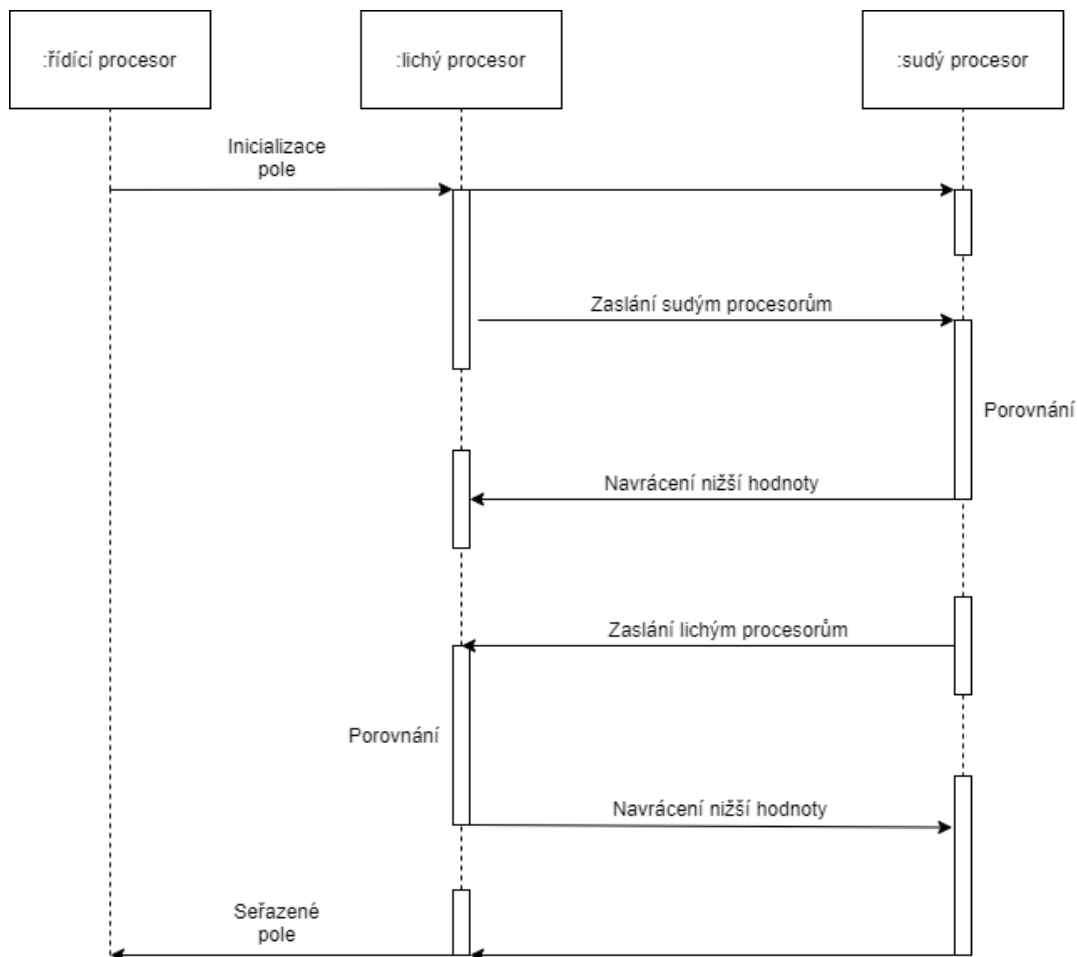 :řídící procesor
:lichý procesor
:sudý procesor
Inicializace
pole
Zaslání sudým procesorům
Porovnání
Navrácení nižší hodnoty
Zaslání lichým procesorům
Porovnání
Navrácení nižší hodnoty
Seřazené
pole